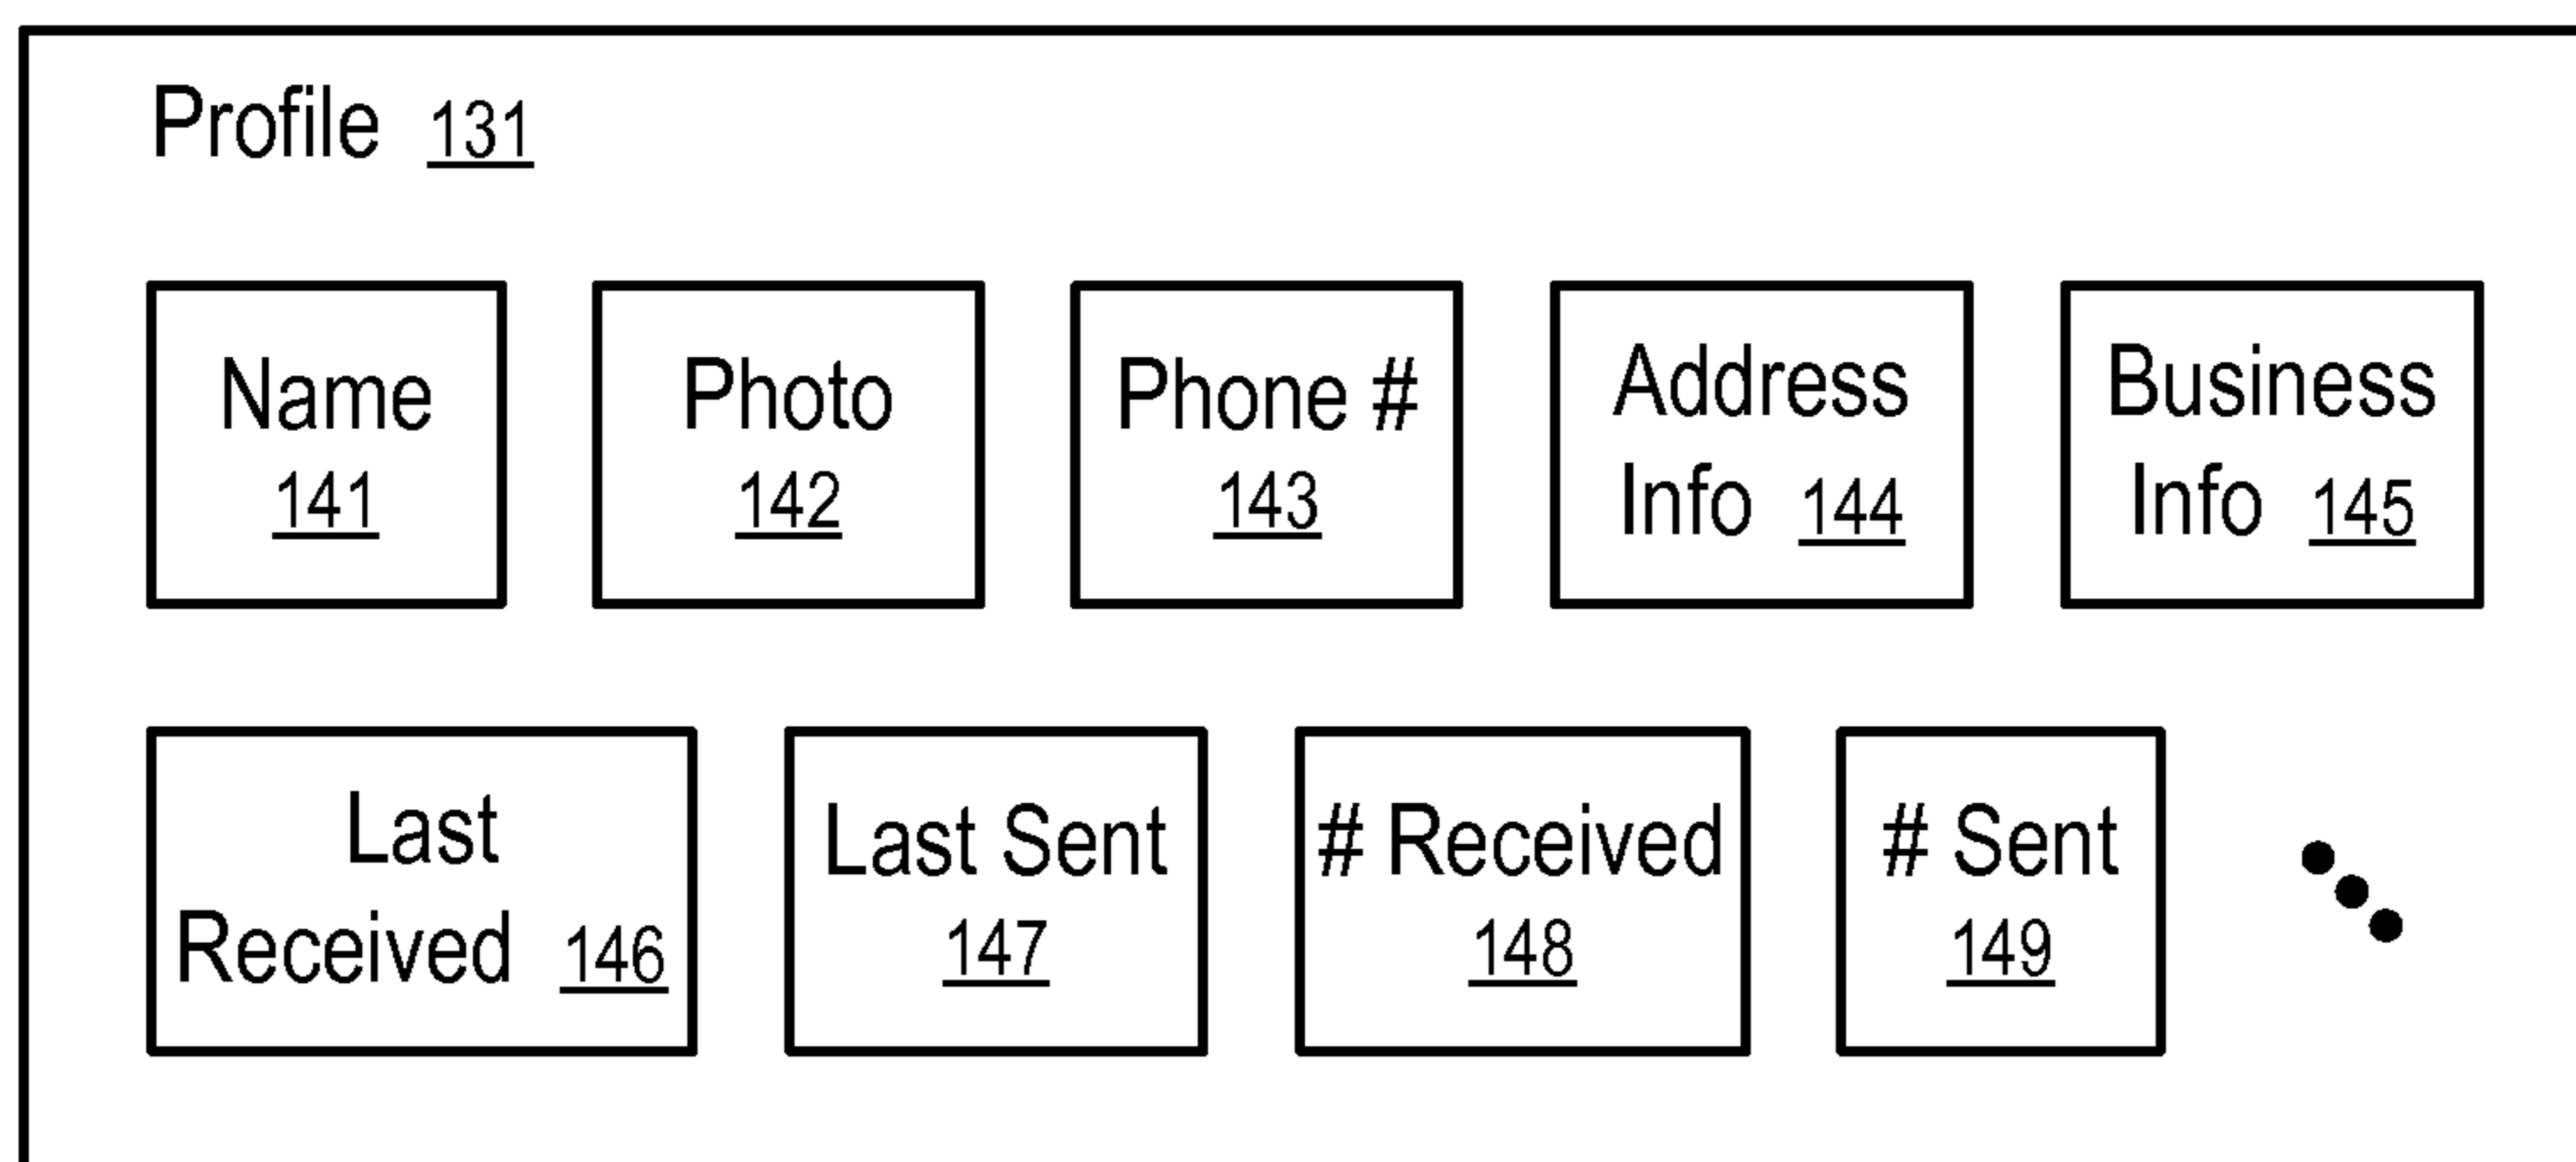 Profile 131
Name
141
Photo
142
Phone #
143
Address
Info 144
Business
Info 145
Last
Received 146
Last Sent
147
# Received
148
# Sent
149